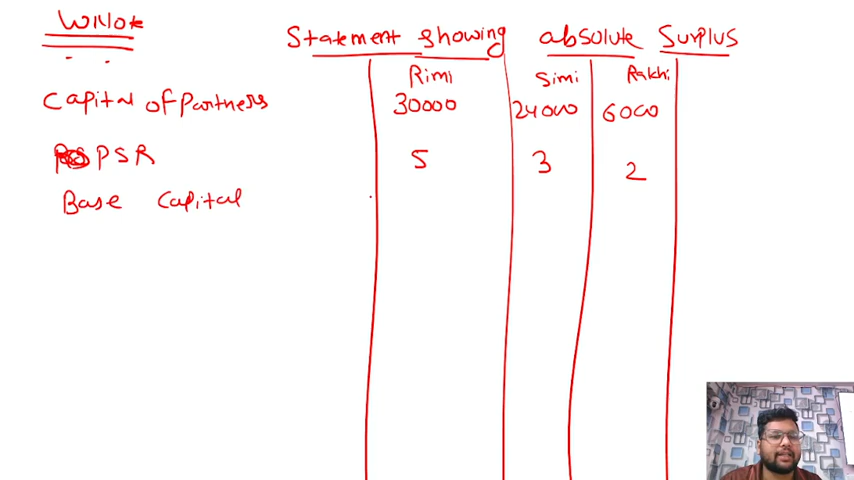 W.Note
Statement showing absolute Surplus
Rimi Simi Rakhi
Capital of Partners 30000 24000 6000
PSR 5 3 2
Base Capital